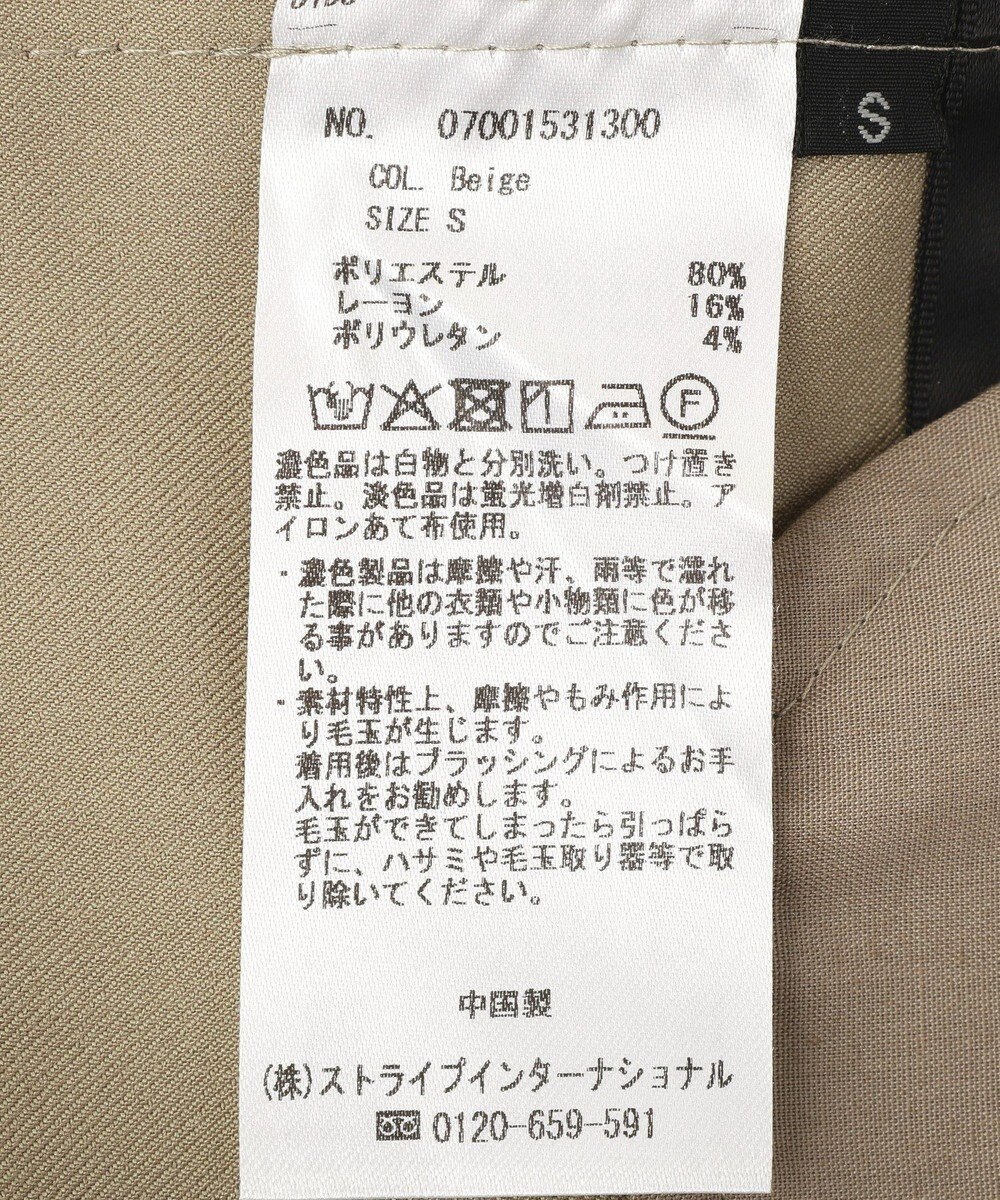 S
NO. 07001531300
COL. Beige
SIZE S
ポリエステル 80%
レーヨン 16%
ポリウレタン 4%
F
濃色品は白物と分別洗い。つけ置き
禁止。淡色品は蛍光増白剤禁止。ア
イロンあて布使用。
・濃色製品は摩擦や汗、雨等で濡れ
た際に他の衣類や小物類に色が移
る事がありますのでご注意くださ
い。
・素材特性上、摩擦やもみ作用によ
り毛玉が生じます。
着用後はブラッシングによるお手
入れをお勧めします。
毛玉ができてしまったら引っぱら
ずに、ハサミや毛玉取り器等で取
り除いてください。
中国製
(株)ストライプインターナショナル
0120-659-591